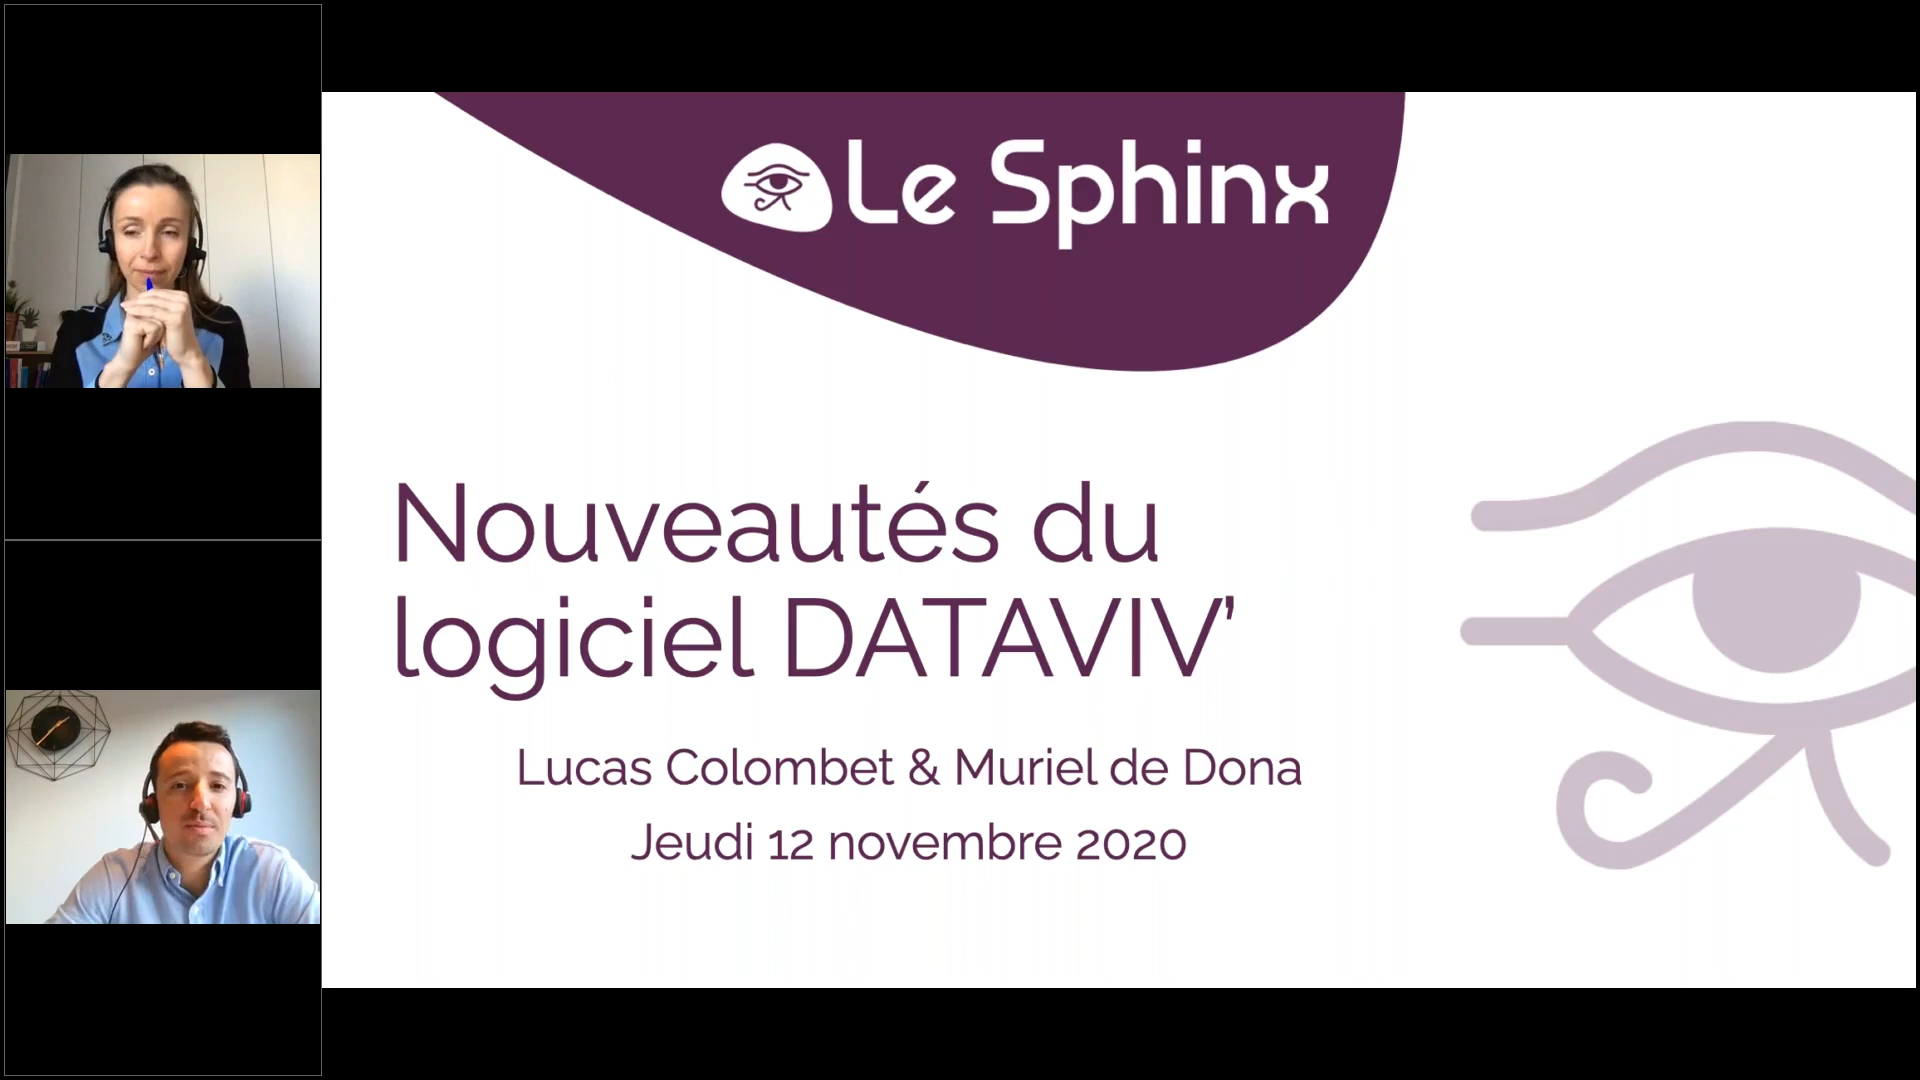 Le Sphinx
Nouveautés du
logiciel DATAVIV’
Lucas Colombet & Muriel de Dona
Jeudi 12 novembre 2020